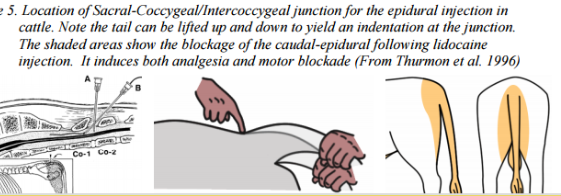 e 5. Location of Sacral-Coccygeal/Intercoccygeal junction for the epidural injection in
cattle. Note the tail can be lifted up and down to yield an indentation at the junction.
The shaded areas show the blockage of the caudal-epidural following lidocaine
injection. It induces both analgesia and motor blockade (From Thurmon et al. 1996)
A
B
Co-1 Co-2